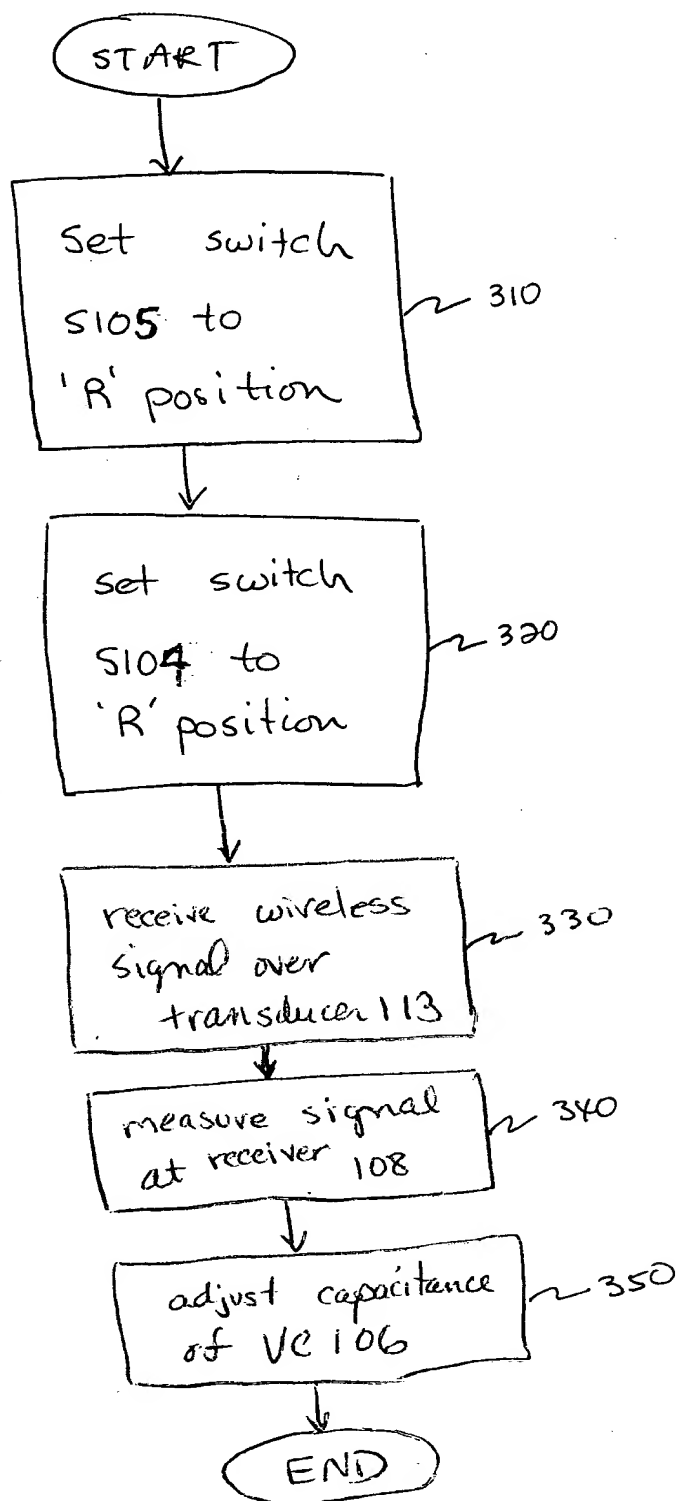 START
Set switch
S105 to
'R' position
310
set switch
S104 to
'R' position
320
receive wireless
signal over
transducer 113
330
measure signal
at receiver 108
340
adjust capacitance
of VC 106
350
END